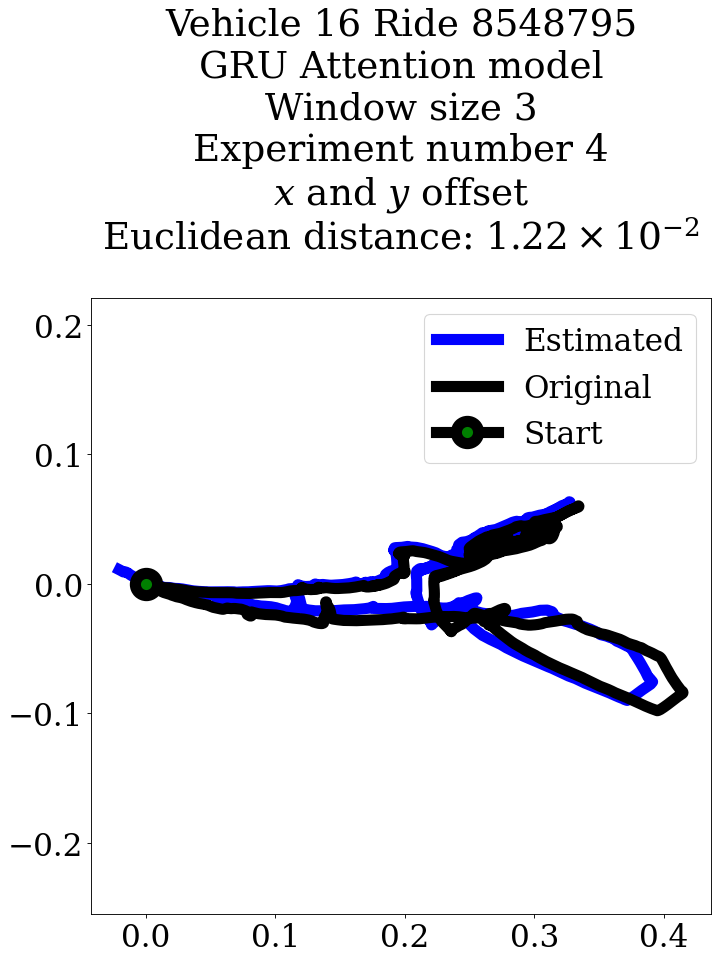 Vehicle 16 Ride 8548795
GRU Attention model
Window size 3
Experiment number 4
x and y offset
Euclidean distance: 1.22 × 10⁻²
Estimated
Original
Start
0.2
0.1
0.0
−0.1
−0.2
0.0 0.1 0.2 0.3 0.4